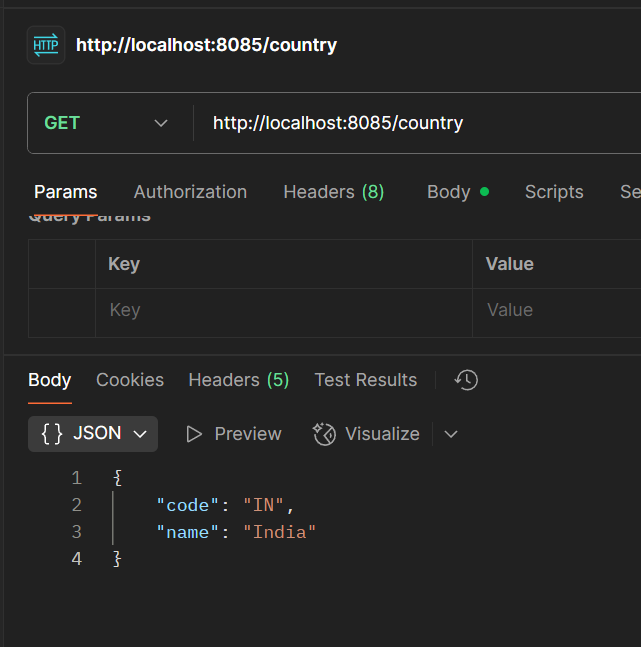 HTTP http://localhost:8085/country
GET http://localhost:8085/country
Params Authorization Headers (8) Body Scripts Se
Query Params
Key Value
Key Value
Body Cookies Headers (5) Test Results
{} JSON Preview Visualize
1 {
2 "code": "IN",
3 "name": "India"
4 }